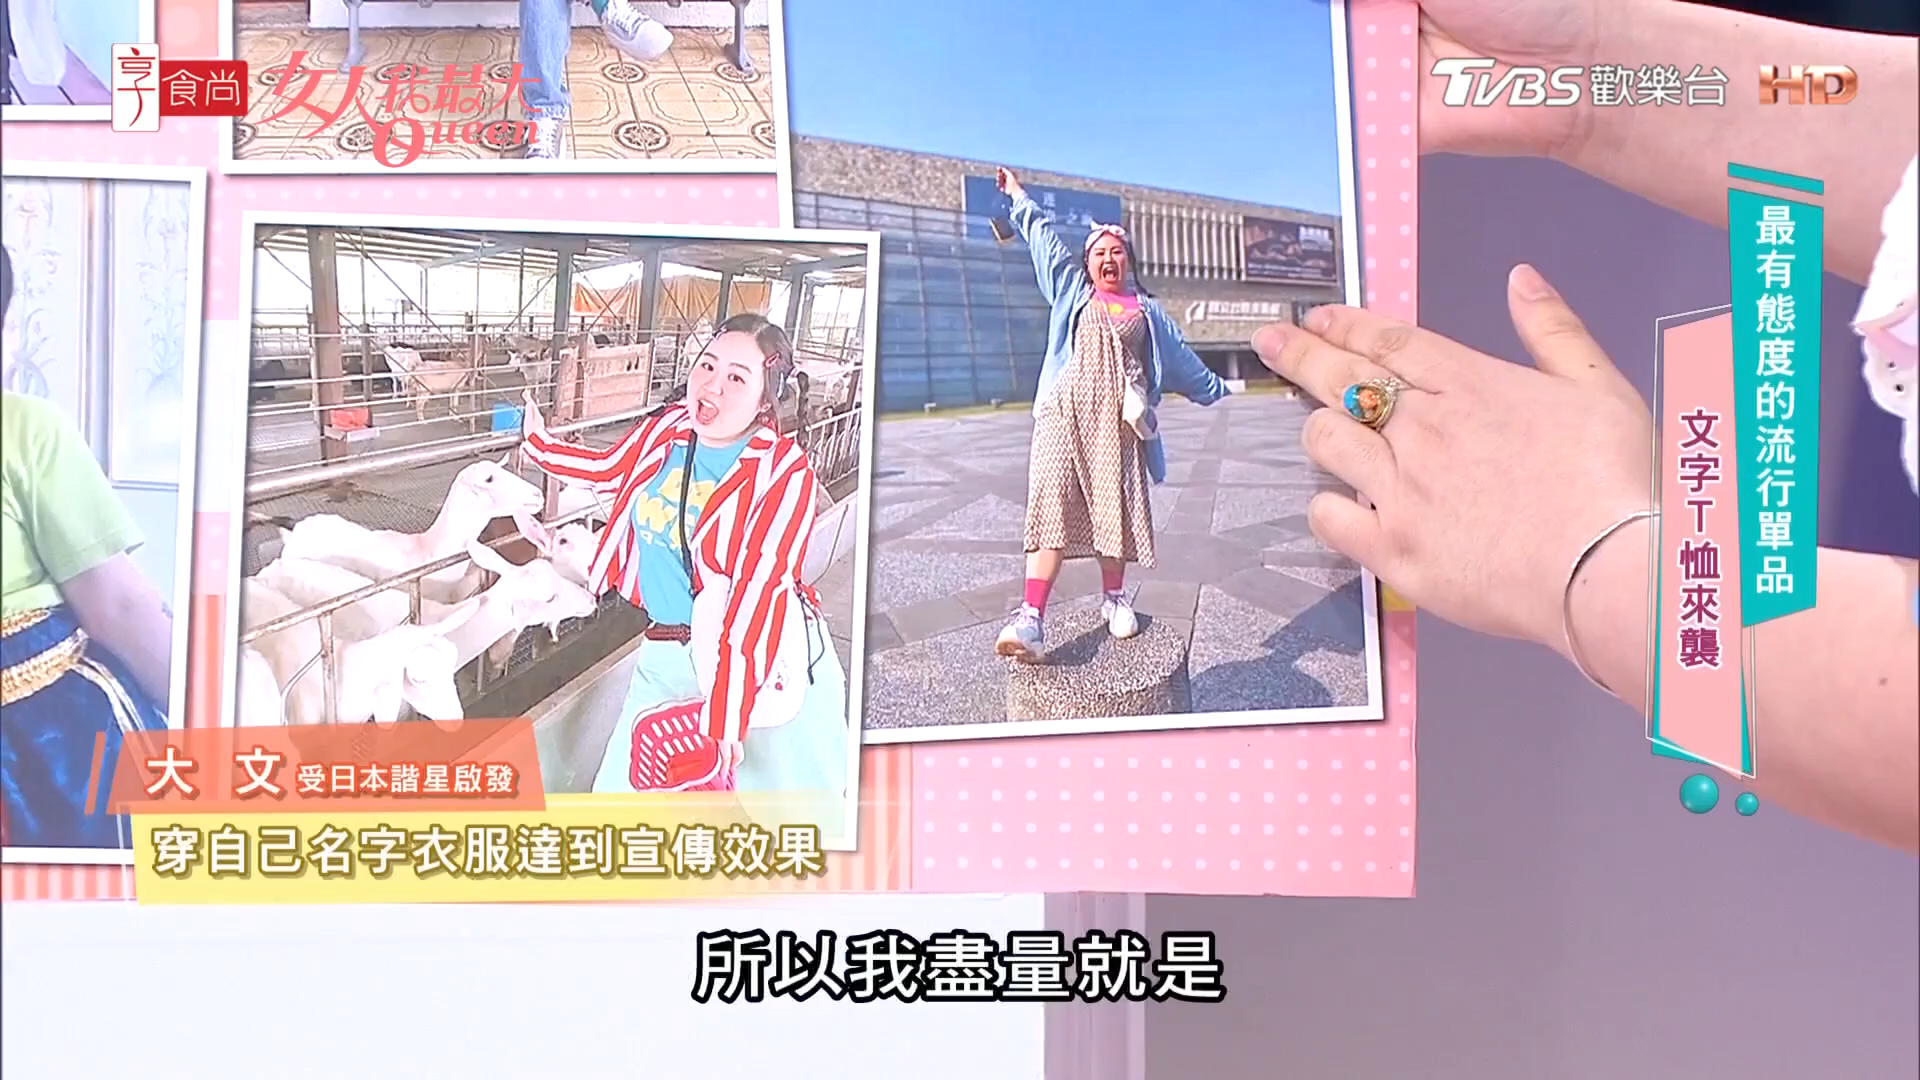 享
食尚
女人我最大
Queen
TVBS歡樂台 HD
最有態度的流行單品
文字T恤來襲
大 文 受日本諧星啟發
穿自己名字衣服達到宣傳效果
所以我盡量就是